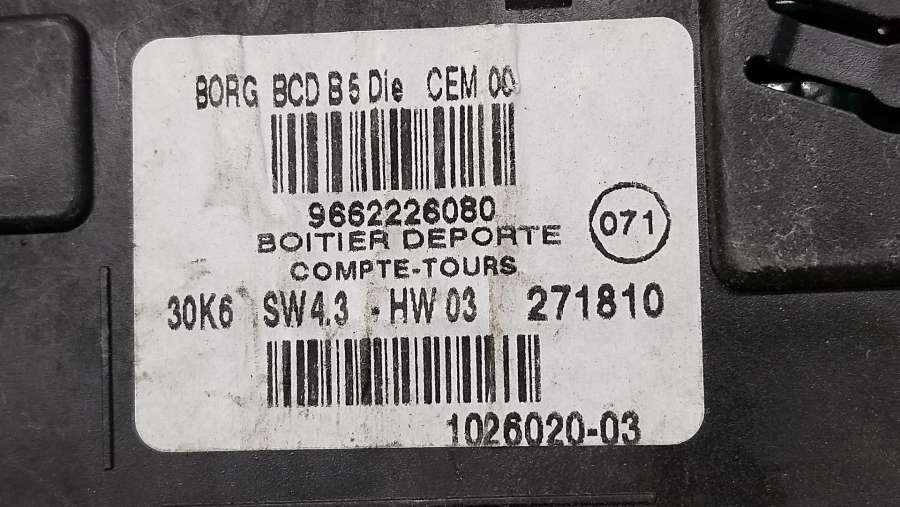 BORG BCD B5 Die CEM 00
9662226080
BOITIER DEPORTE
071
COMPTE-TOURS
30K6 SW4.3 - HW 03 271810
1026020-03